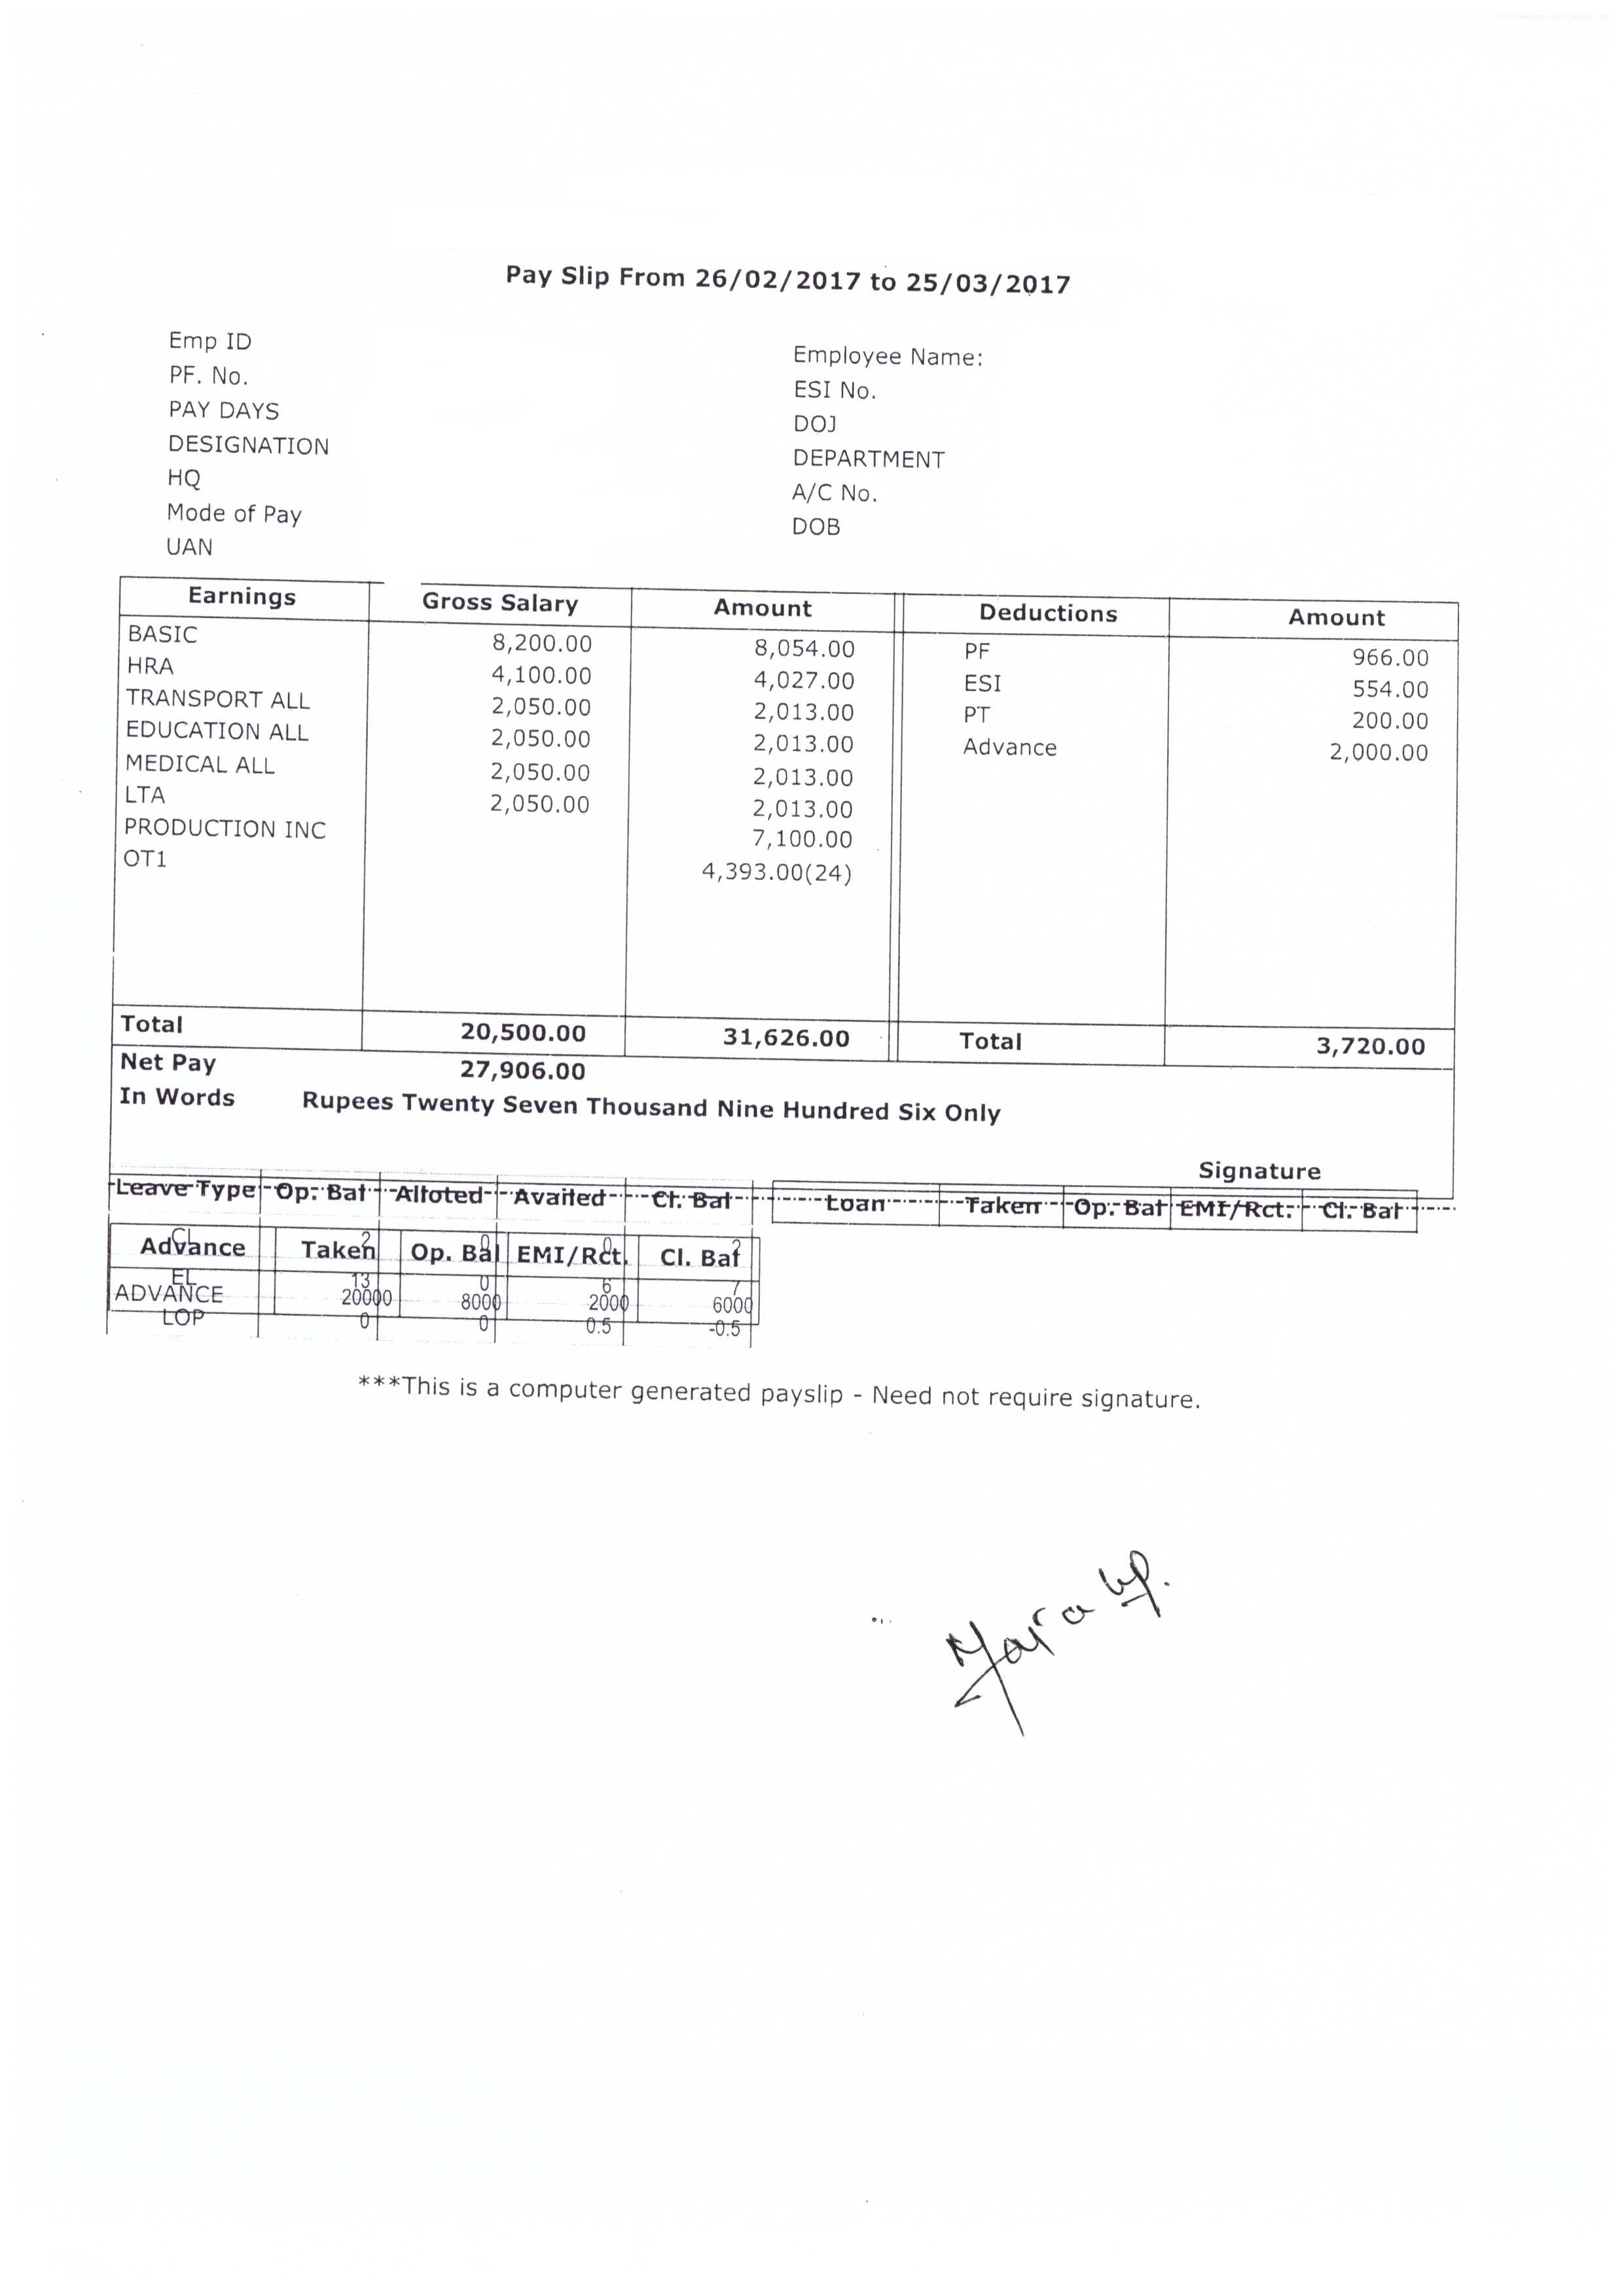 Pay Slip From 26/02/2017 to 25/03/2017
Emp ID
Employee Name:
PF. No.
ESI No.
PAY DAYS
DOJ
DESIGNATION
DEPARTMENT
HQ
A/C No.
Mode of Pay
DOB
UAN
Earnings Gross Salary Amount Deductions Amount
BASIC 8,200.00 8,054.00 PF 966.00
HRA 4,100.00 4,027.00 ESI 554.00
TRANSPORT ALL 2,050.00 2,013.00 PT 200.00
EDUCATION ALL 2,050.00 2,013.00 Advance 2,000.00
MEDICAL ALL 2,050.00 2,013.00
LTA 2,050.00 2,013.00
PRODUCTION INC 7,100.00
OT1 4,393.00(24)
Total 20,500.00 31,626.00 Total 3,720.00
Net Pay 27,906.00
In Words Rupees Twenty Seven Thousand Nine Hundred Six Only
Signature
Leave Type Op. Bal Alloted Availed Cl. Bal Loan Taken Op. Bal EMI/Rct. Cl. Bal
CL 2 0 0 2
Advance Taken Op. Bal EMI/Rct. Cl. Bal
EL 13 0 6 7
ADVANCE 20000 8000 2000 6000
LOP 0 0 0.5 -0.5
***This is a computer generated payslip - Need not require signature.